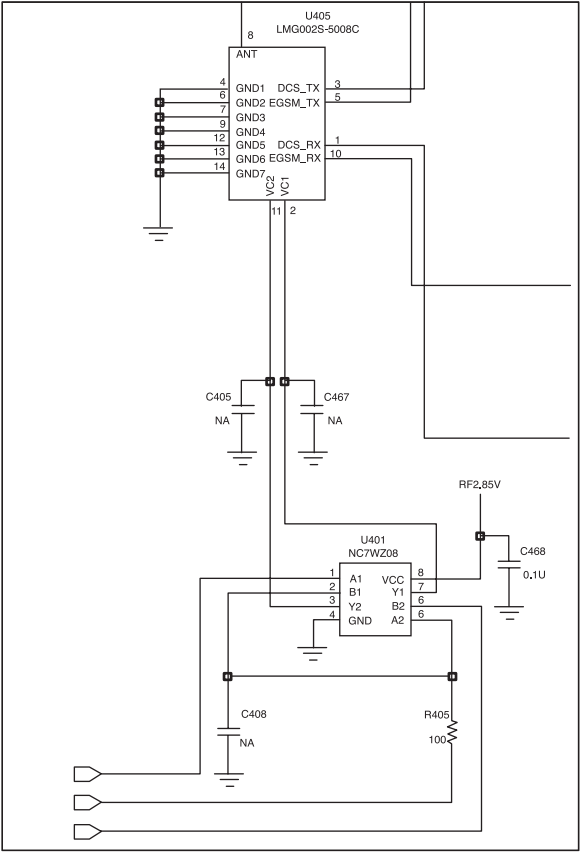 U405
LMG002S-5008C
8
ANT
4 GND1 DCS_TX 3
6 GND2 EGSM_TX 5
7 GND3
9 GND4
12 GND5 DCS_RX 1
13 GND6 EGSM_RX 10
14 GND7
VC2 VC1
11 2
C405 C467
NA NA
RF2.85V
U401
NC7WZ08
C468
0.1U
1 A1 VCC 8
2 B1 Y1 7
3 Y2 B2 6
4 GND A2 6
C408
NA
R405
100